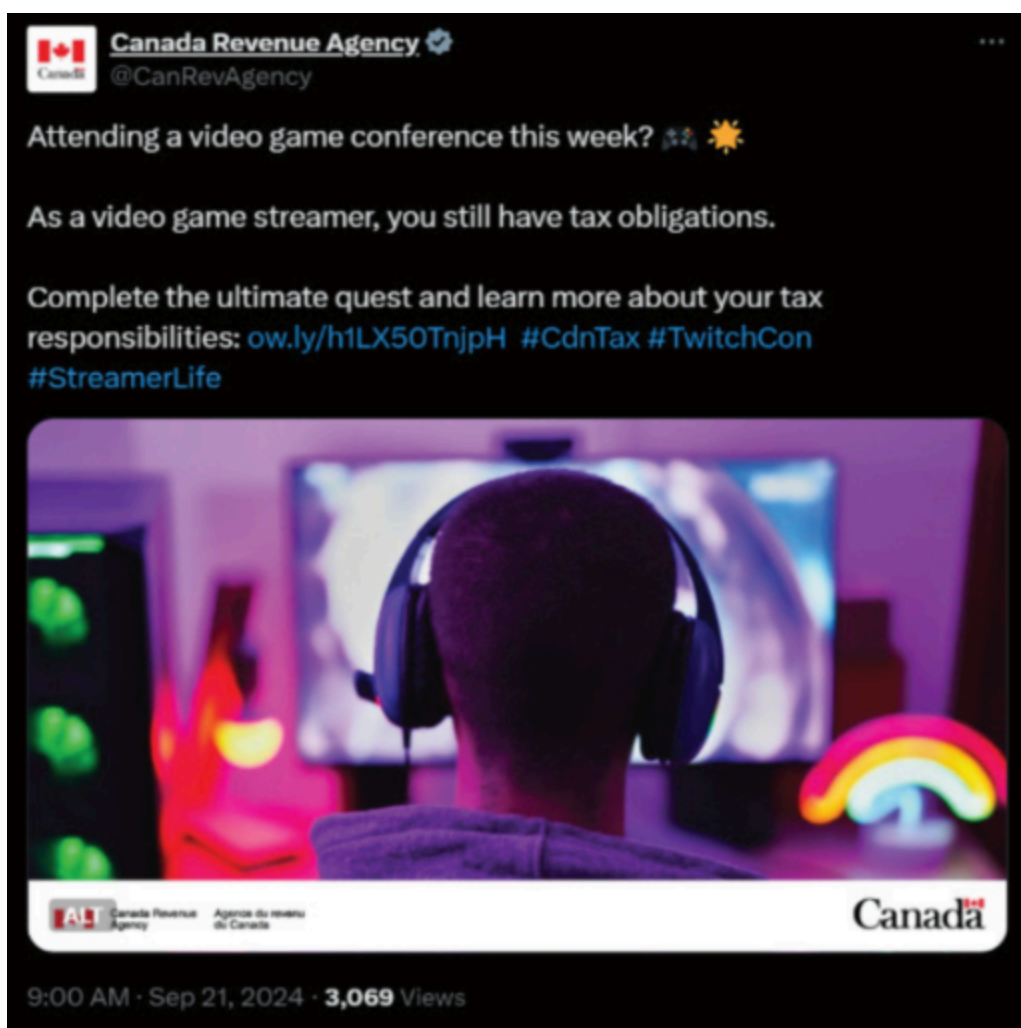 Canada Revenue Agency
Canada
@CanRevAgency
Attending a video game conference this week? 🎮 🌟
As a video game streamer, you still have tax obligations.
Complete the ultimate quest and learn more about your tax
responsibilities: ow.ly/h1LX50TnjpH #CdnTax #TwitchCon
#StreamerLife
ALT
Canada Revenue
Agency
Agence du revenu
du Canada
Canada
9:00 AM · Sep 21, 2024 · 3,069 Views